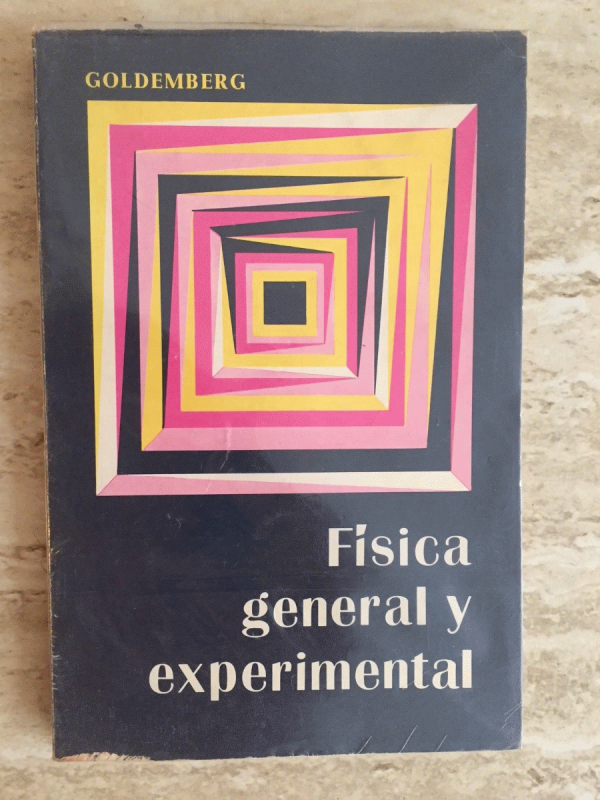 GOLDEMBERG
Física
general y
experimental